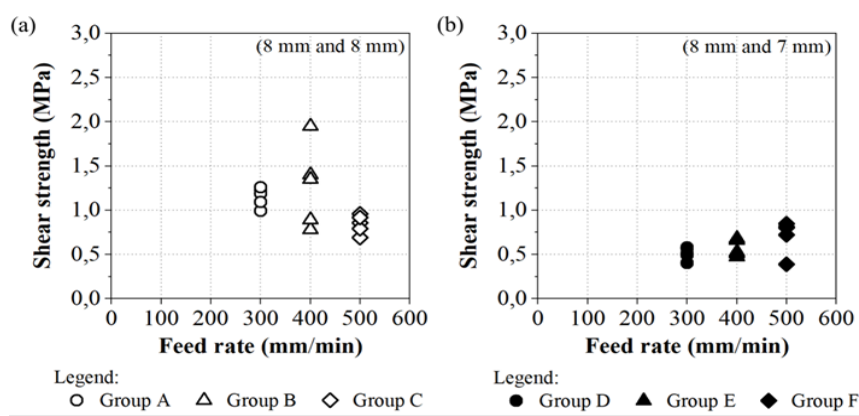 (a)
(8 mm and 8 mm)
3,0
2,5
2,0
1,5
1,0
0,5
0,0
Shear strength (MPa)
0 100 200 300 400 500 600
Feed rate (mm/min)
Legend:
Group A Group B Group C
(b)
(8 mm and 7 mm)
3,0
2,5
2,0
1,5
1,0
0,5
0,0
Shear strength (MPa)
0 100 200 300 400 500 600
Feed rate (mm/min)
Legend:
Group D Group E Group F